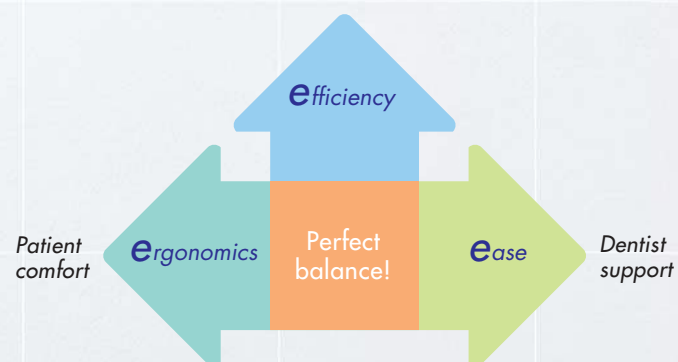 efficiency
Patient
comfort
ergonomics
Perfect
balance!
ease
Dentist
support